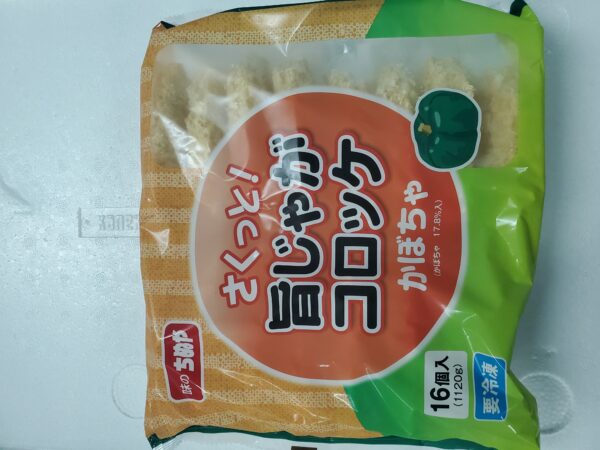 味の
ちぬや
さくっと!
旨じゃが
コロッケ
かぼちゃ
(かぼちゃ 17.8%入)
16個入
(1120g)
要冷凍